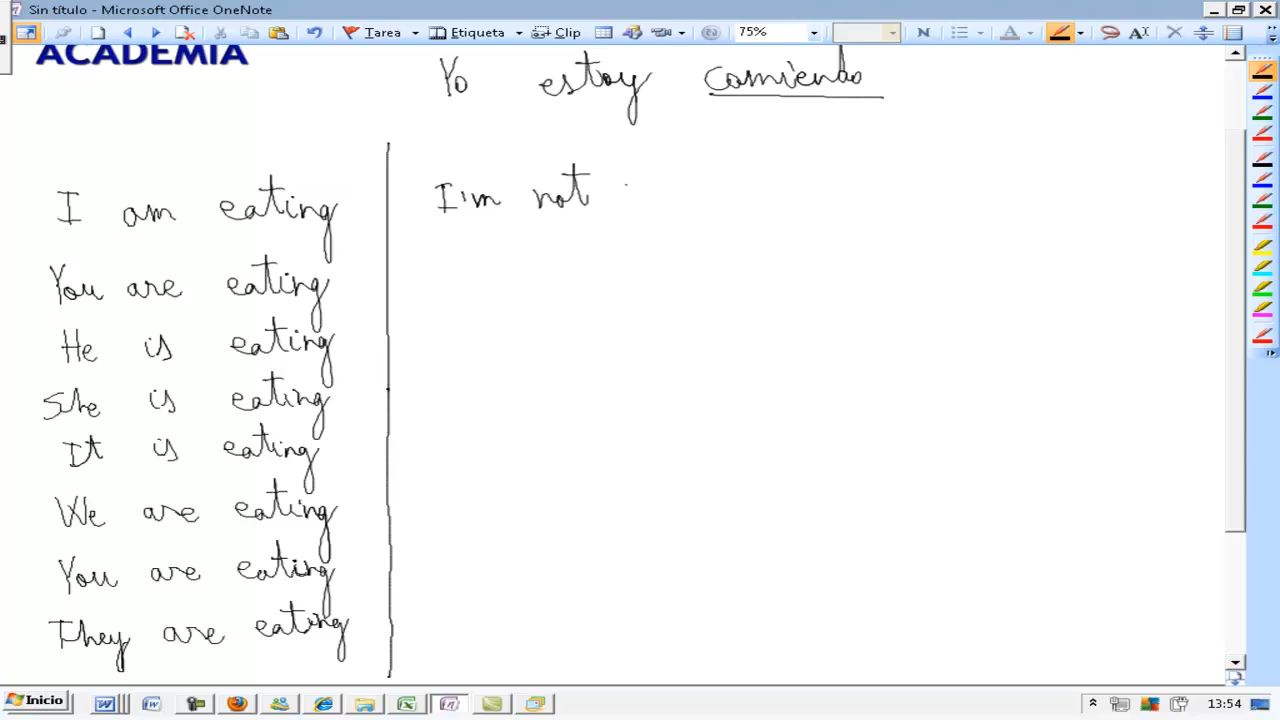 Sin título - Microsoft Office OneNote
Tarea Etiqueta Clip 75% N A
ACADEMIA
Yo estoy comiendo
I am eating
You are eating
He is eating
She is eating
It is eating
We are eating
You are eating
They are eating
I'm not
Inicio
13:54